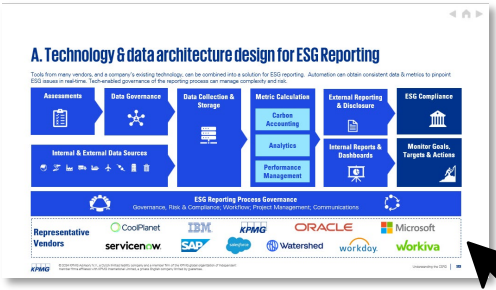 A. Technology & data architecture design for ESG Reporting
Tools from many vendors, and a company's existing technology, can be combined into a solution for ESG reporting. Automation can obtain consistent data & metrics to pinpoint
ESG issues in real-time. Tech-enabled governance of the reporting process can manage complexity and risk.
Assessments
Data Governance
Data Collection &
Storage
Metric Calculation
External Reporting
& Disclosure
ESG Compliance
Carbon
Accounting
Analytics
Performance
Management
Internal & External Data Sources
Internal Reports &
Dashboards
Monitor Goals,
Targets & Actions
ESG Reporting Process Governance
Governance, Risk & Compliance; Workflow; Project Management; Communications
Representative
Vendors
CoolPlanet
IBM
KPMG
ORACLE
Microsoft
servicenow
SAP
salesforce
Watershed
workday.
workiva
KPMG